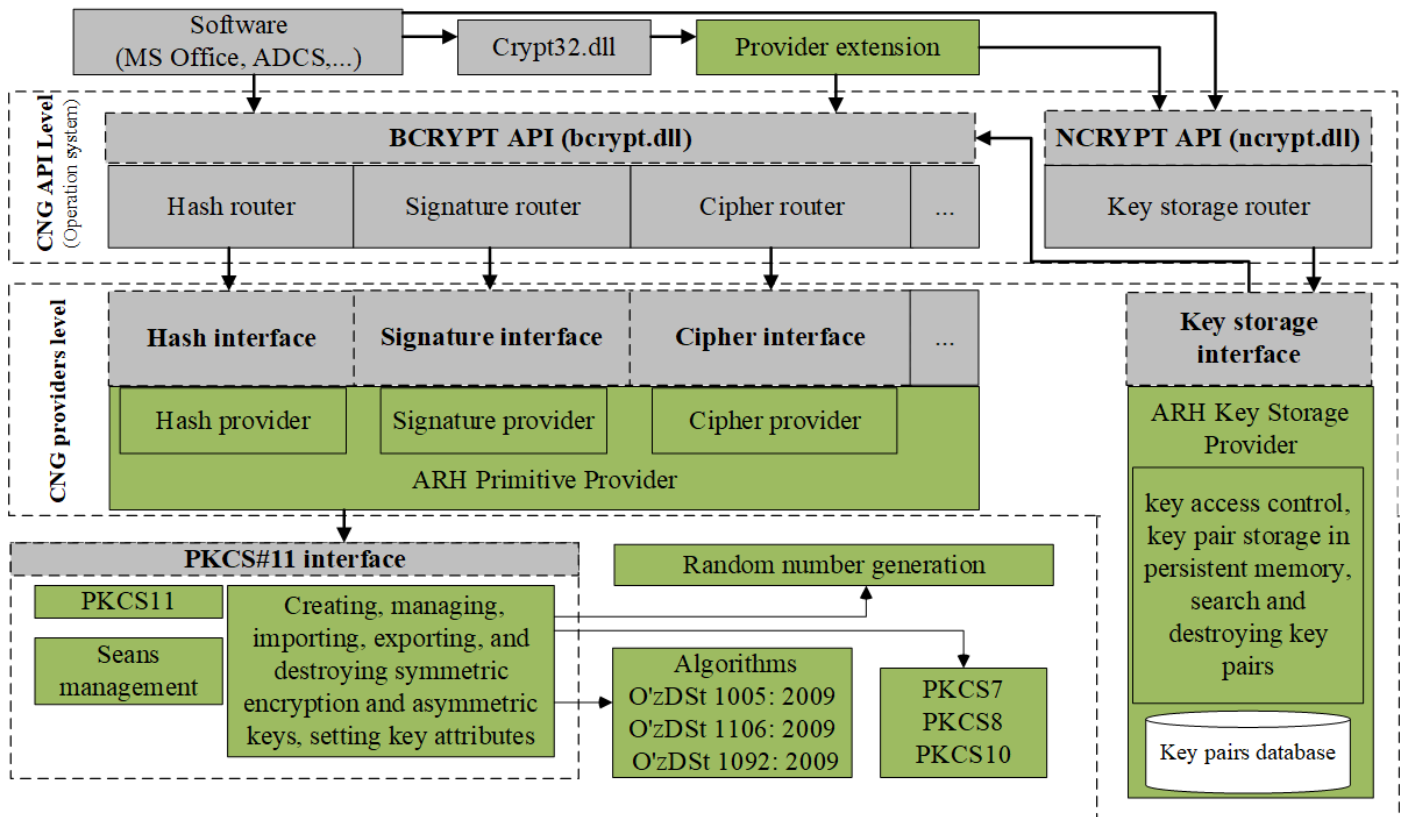 Software
(MS Office, ADCS,...)
Crypt32.dll
Provider extension
CNG API Level
(Operation system)
BCRYPT API (bcrypt.dll)
NCRYPT API (ncrypt.dll)
Hash router
Signature router
Cipher router
...
Key storage router
CNG providers level
Hash interface
Signature interface
Cipher interface
...
Key storage
interface
Hash provider
Signature provider
Cipher provider
ARH Primitive Provider
ARH Key Storage
Provider
key access control,
key pair storage in
persistent memory,
search and
destroying key
pairs
Key pairs database
PKCS#11 interface
PKCS11
Seans
management
Creating, managing,
importing, exporting, and
destroying symmetric
encryption and asymmetric
keys, setting key attributes
Random number generation
Algorithms
O'zDSt 1005: 2009
O'zDSt 1106: 2009
O'zDSt 1092: 2009
PKCS7
PKCS8
PKCS10